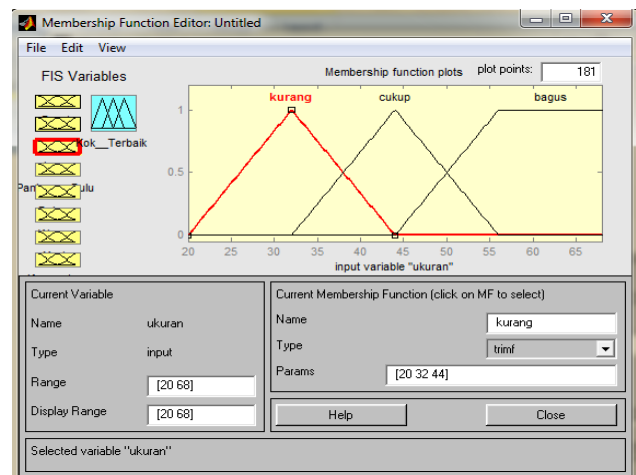 Membership Function Editor: Untitled
File Edit View
FIS Variables
Membership function plots plot points: 181
kurang cukup bagus
Kok__Terbaik
1
0.5
0
20 25 30 35 40 45 50 55 60 65
input variable "ukuran"
Current Variable
Name ukuran
Type input
Range [20 68]
Display Range [20 68]
Current Membership Function (click on MF to select)
Name kurang
Type trimf
Params [20 32 44]
Help Close
Selected variable "ukuran"